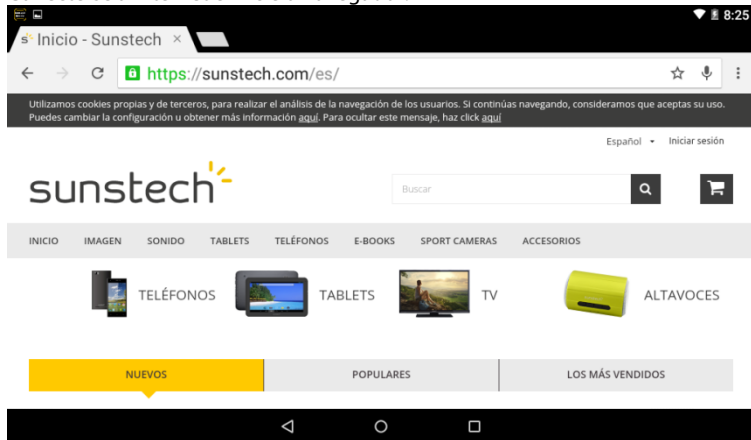 8:25
Inicio - Sunstech ×
https://sunstech.com/es/
Utilizamos cookies propias y de terceros, para realizar el análisis de la navegación de los usuarios. Si continúas navegando, consideramos que aceptas su uso.
Puedes cambiar la configuración u obtener más información aquí. Para ocultar este mensaje, haz click aquí
Español Iniciar sesión
sunstech
Buscar
INICIO IMAGEN SONIDO TABLETS TELÉFONOS E-BOOKS SPORT CAMERAS ACCESORIOS
TELÉFONOS TABLETS TV ALTAVOCES
NUEVOS POPULARES LOS MÁS VENDIDOS